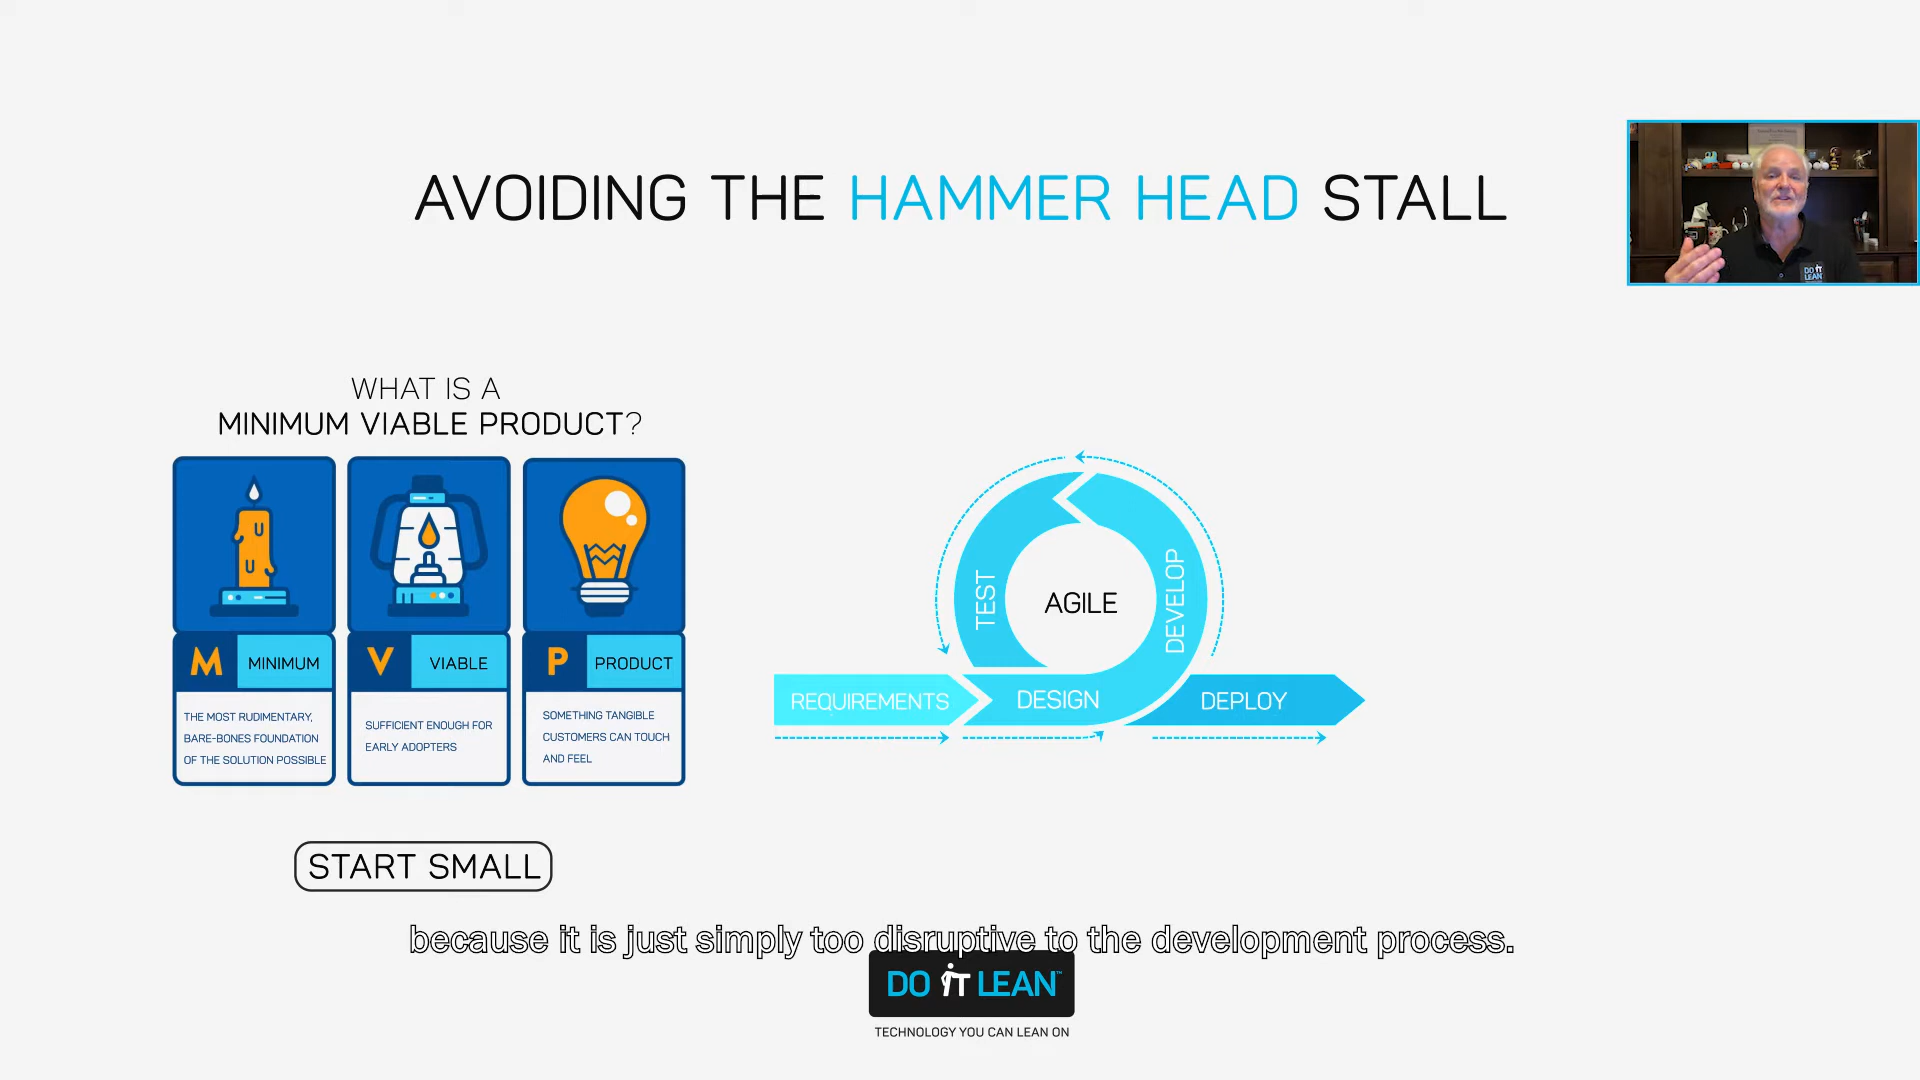 AVOIDING THE HAMMER HEAD STALL
DO IT
LEAN
WHAT IS A
MINIMUM VIABLE PRODUCT?
M MINIMUM
THE MOST RUDIMENTARY,
BARE-BONES FOUNDATION
OF THE SOLUTION POSSIBLE
V VIABLE
SUFFICIENT ENOUGH FOR
EARLY ADOPTERS
P PRODUCT
SOMETHING TANGIBLE
CUSTOMERS CAN TOUCH
AND FEEL
START SMALL
TEST
AGILE
DEVELOP
REQUIREMENTS
DESIGN
DEPLOY
because it is just simply too disruptive to the development process.
DO IT LEAN™
TECHNOLOGY YOU CAN LEAN ON